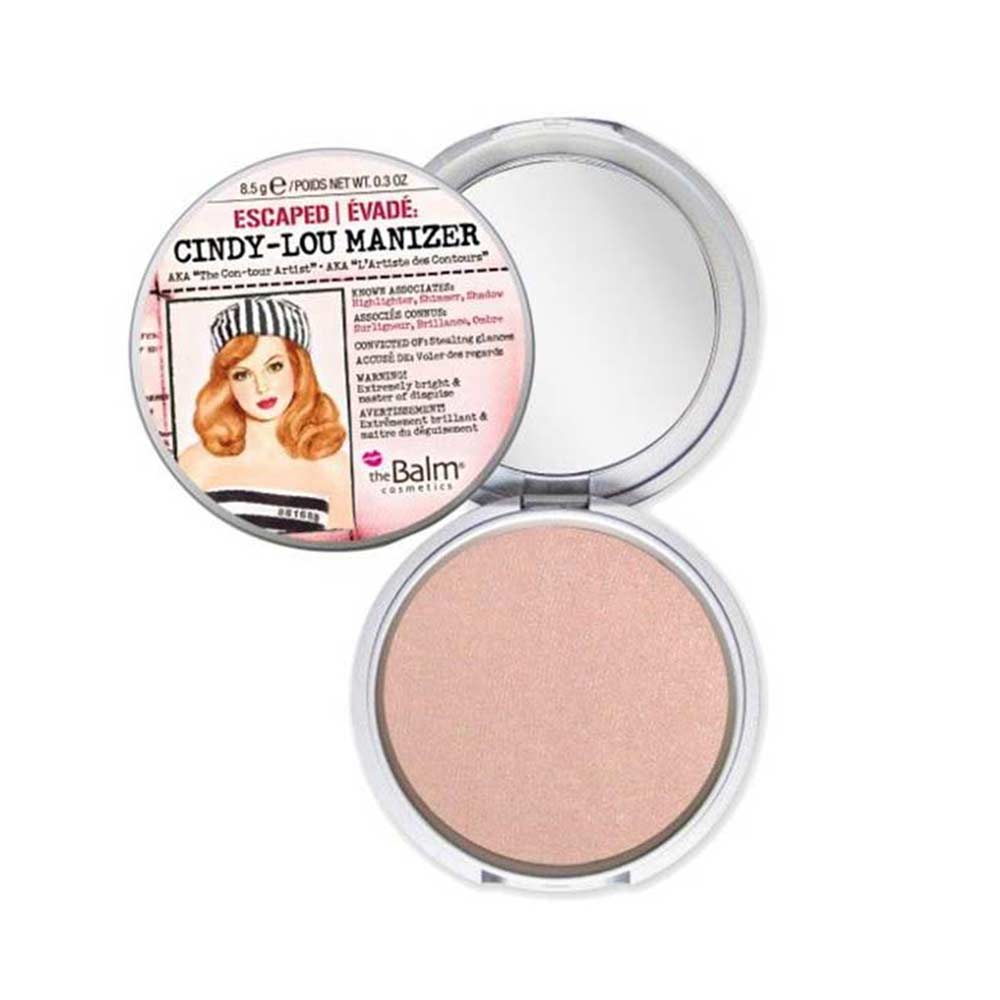 8.5 g e /POIDS NET WT. 0.3 OZ
ESCAPED | ÉVADÉ:
CINDY-LOU MANIZER
AKA "The Con-tour Artist" · AKA "L'Artiste des Contours"
KNOWN ASSOCIATES:
Highlighter, Shimmer, Shadow
ASSOCIÉS CONNUS:
Surligneur, Brillance, Ombre
CONVICTED OF: Stealing glances
ACCUSÉ DE: Voler des regards
WARNING!
Extremely bright &
master of disguise
AVERTISSEMENT!
Extrêmement brillant &
maître du déguisement
theBalm®
cosmetics